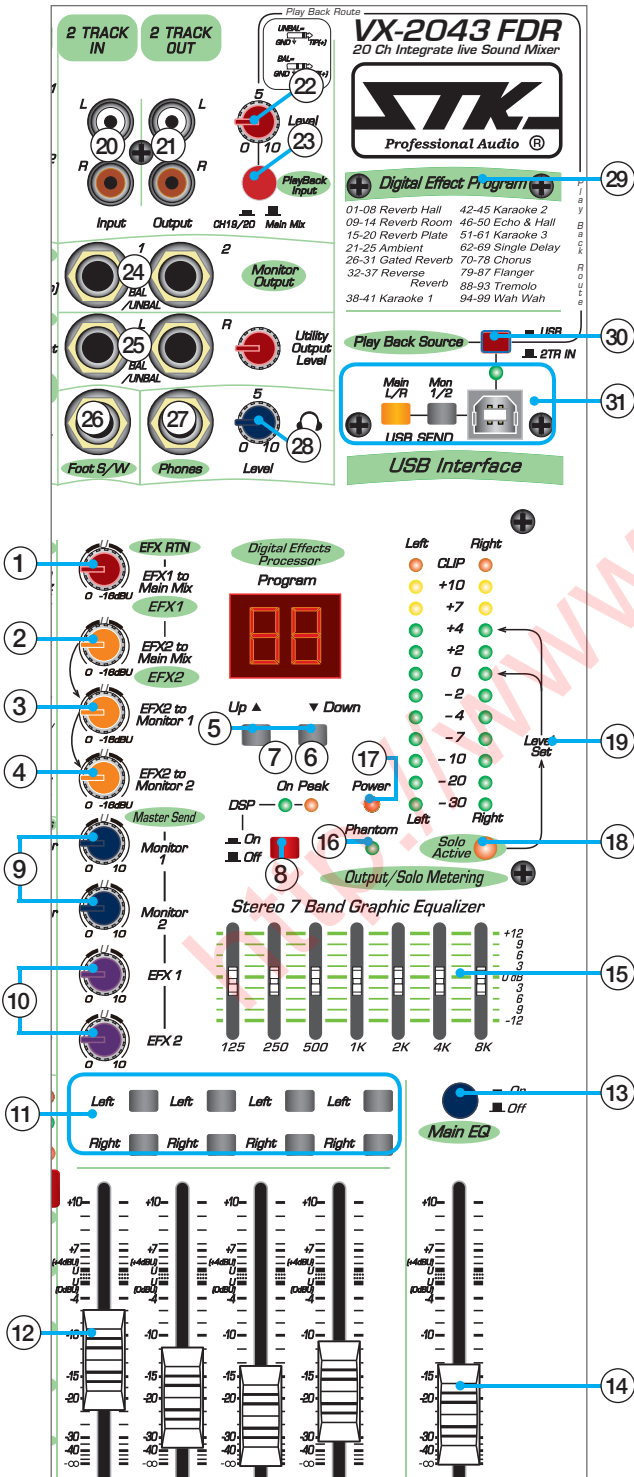 Play Back Route
2 TRACK IN
2 TRACK OUT
UNBAL=
GND TIP(+)
BAL=
GND
VX-2043 FDR
20 Ch Integrate live Sound Mixer
STK
Professional Audio ®
L
L
20
21
R
R
Input
Output
5
22
Level
0 10
23
PlayBack Input
CH19/20
Main Mix
Digital Effect Program
29
01-08 Reverb Hall
09-14 Reverb Room
15-20 Reverb Plate
21-25 Ambient
26-31 Gated Reverb
32-37 Reverse Reverb
38-41 Karaoke 1
42-45 Karaoke 2
46-50 Echo & Hall
51-61 Karaoke 3
62-69 Single Delay
70-78 Chorus
79-87 Flanger
88-93 Tremolo
94-99 Wah Wah
Play Back Route
1
24
2
BAL
/UNBAL
Monitor Output
L
25
R
BAL
/UNBAL
Utility Output Level
Play Back Source
USB
2TR IN
30
Main L/R
Mon 1/2
USB SEND
31
USB Interface
26
27
Foot S/W
Phones
5
28
0 10
Level
1
EFX RTN
EFX1 to Main Mix
0 -16dBU
EFX1
2
EFX2 to Main Mix
0 -16dBU
EFX2
3
EFX2 to Monitor 1
0 -16dBU
4
EFX2 to Monitor 2
0 -16dBU
Digital Effects Processor
Program
88
Up ▲
▼ Down
5
7
6
On Peak
DSP
On
Off
8
17
Power
16
Phantom
Left
Right
CLIP
+10
+7
+4
+2
0
-2
-4
-7
-10
-20
-30
Left
Right
Level Set
19
Solo Active
18
Output/Solo Metering
Master Send
9
Monitor 1
0 10
Monitor 2
0 10
10
EFX 1
0 10
EFX 2
0 10
Stereo 7 Band Graphic Equalizer
+12
9
6
3
0 dB
3
6
9
-12
15
125
250
500
1K
2K
4K
8K
11
Left
Left
Left
Left
Right
Right
Right
Right
On
Off
13
Main EQ
+10
+10
+10
+10
+10
+7
+7
+7
+7
+7
(+4dBU)
(+4dBU)
(+4dBU)
(+4dBU)
(+4dBU)
U
U
U
U
U
U
U
U
U
U
(0dBU)
(0dBU)
(0dBU)
(0dBU)
(0dBU)
-4
-4
-4
-4
-4
12
-10
-10
-10
-10
-10
-15
-15
-15
-15
-15
14
-20
-20
-20
-20
-20
-30
-30
-30
-30
-30
-40
-40
-40
-40
-40
-∞
-∞
-∞
-∞
-∞
http://www